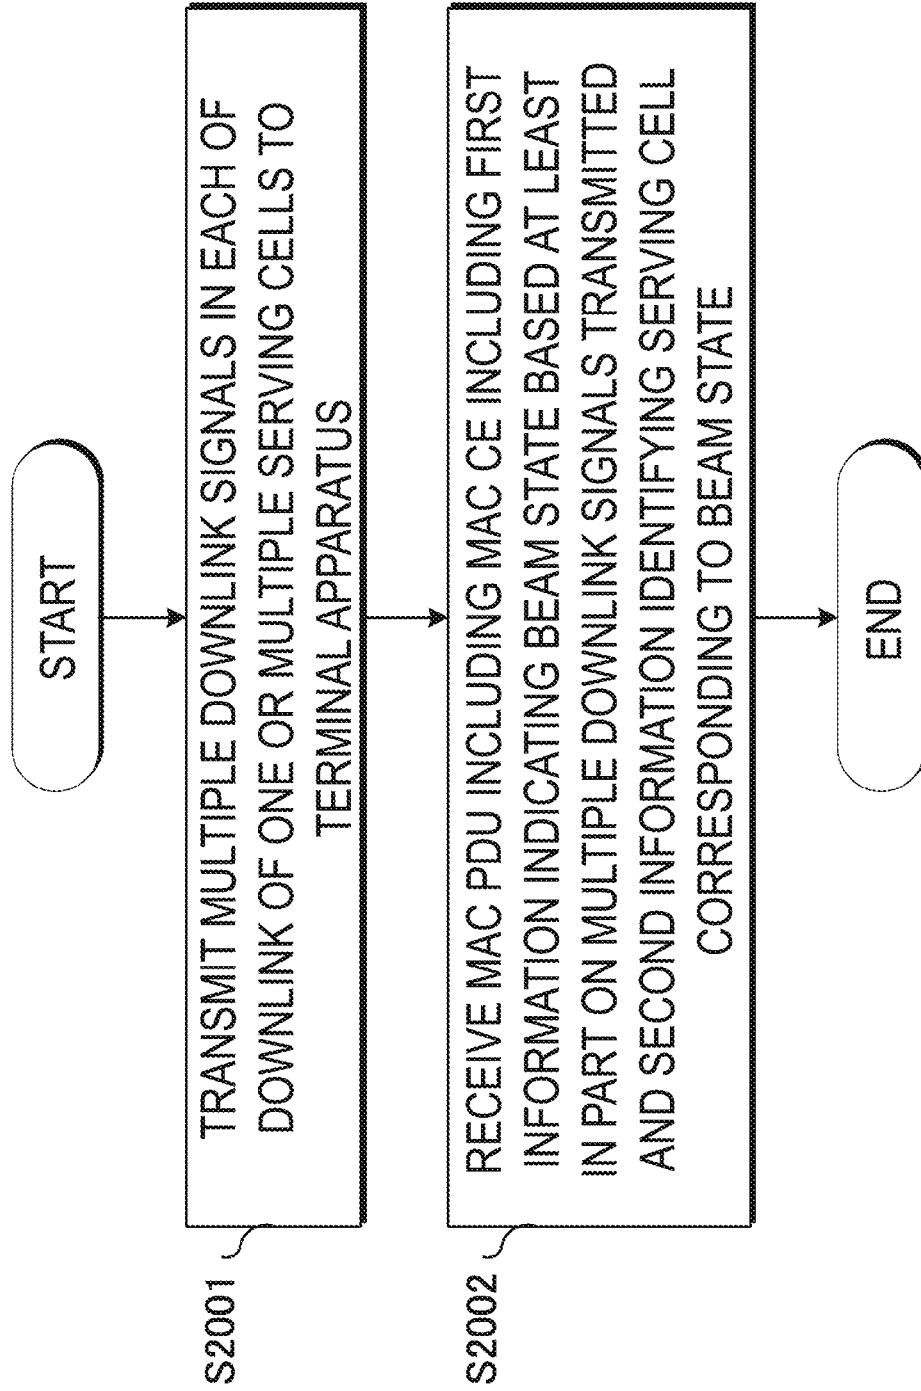 START
S2001
TRANSMIT MULTIPLE DOWNLINK SIGNALS IN EACH OF
DOWNLINK OF ONE OR MULTIPLE SERVING CELLS TO
TERMINAL APPARATUS
S2002
RECEIVE MAC PDU INCLUDING MAC CE INCLUDING FIRST
INFORMATION INDICATING BEAM STATE BASED AT LEAST
IN PART ON MULTIPLE DOWNLINK SIGNALS TRANSMITTED
AND SECOND INFORMATION IDENTIFYING SERVING CELL
CORRESPONDING TO BEAM STATE
END